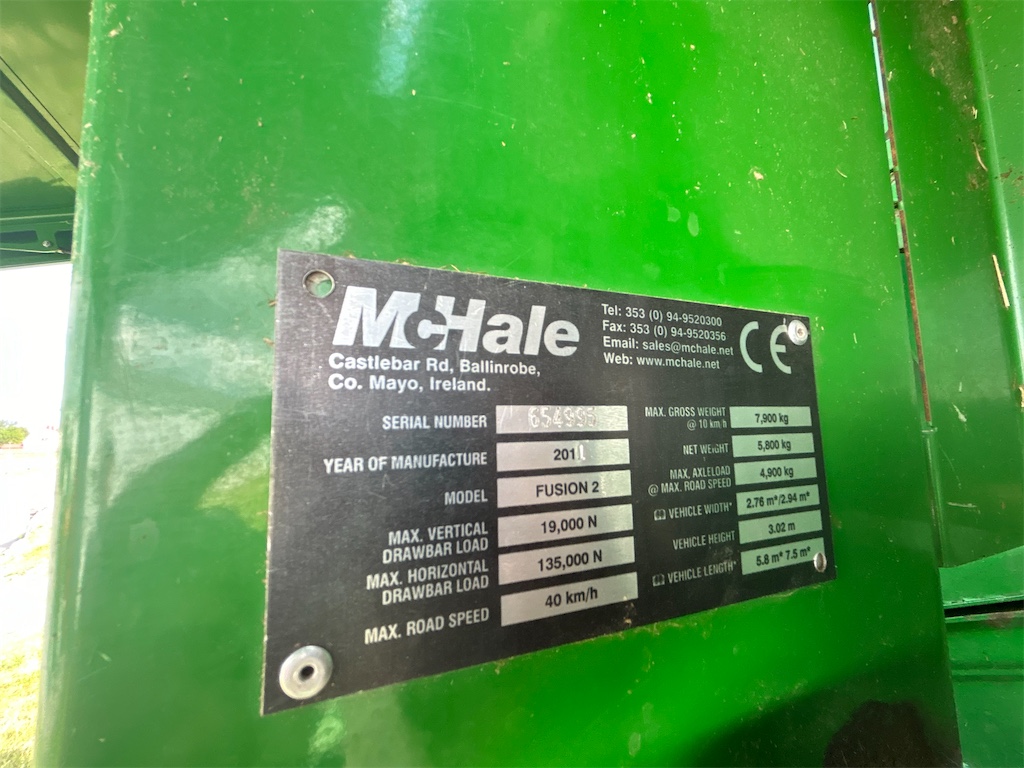 McHale
Castlebar Rd, Ballinrobe,
Co. Mayo, Ireland.
Tel: 353 (0) 94-9520300
Fax: 353 (0) 94-9520356
Email: sales@mchale.net
Web: www.mchale.net
CE
SERIAL NUMBER 654995
YEAR OF MANUFACTURE 2011
MODEL FUSION 2
MAX. VERTICAL
DRAWBAR LOAD 19,000 N
MAX. HORIZONTAL
DRAWBAR LOAD 135,000 N
MAX. ROAD SPEED 40 km/h
MAX. GROSS WEIGHT
@ 10 km/h 7,900 kg
NET WEIGHT 5,800 kg
MAX. AXLELOAD
@ MAX. ROAD SPEED 4,900 kg
VEHICLE WIDTH* 2.76 m*/2.94 m*
VEHICLE HEIGHT 3.02 m
VEHICLE LENGTH* 5.8 m* 7.5 m*